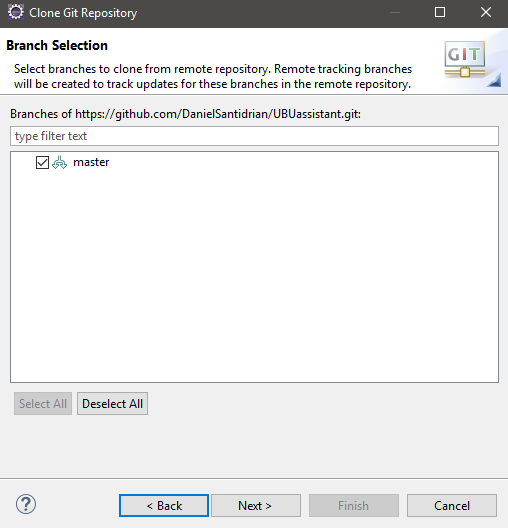 Clone Git Repository
Branch Selection
Select branches to clone from remote repository. Remote tracking branches
will be created to track updates for these branches in the remote repository.
GIT
Branches of https://github.com/DanielSantidrian/UBUassistant.git:
type filter text
master
Select All
Deselect All
?
< Back
Next >
Finish
Cancel